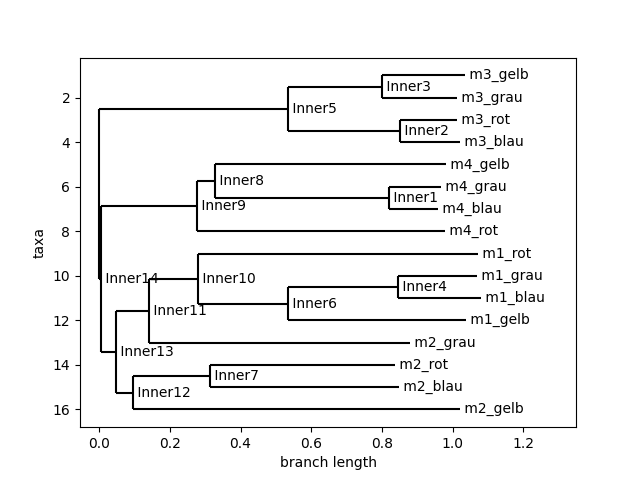 m3_gelb
Inner3
m3_grau
2
Inner5
m3_rot
Inner2
4
m3_blau
m4_gelb
Inner8
6
m4_grau
Inner1
Inner9
m4_blau
8
m4_rot
taxa
m1_rot
10
Inner14
Inner10
m1_grau
Inner4
m1_blau
Inner6
Inner11
12
m1_gelb
m2_grau
Inner13
14
m2_rot
Inner7
m2_blau
Inner12
16
m2_gelb
0.0 0.2 0.4 0.6 0.8 1.0 1.2
branch length